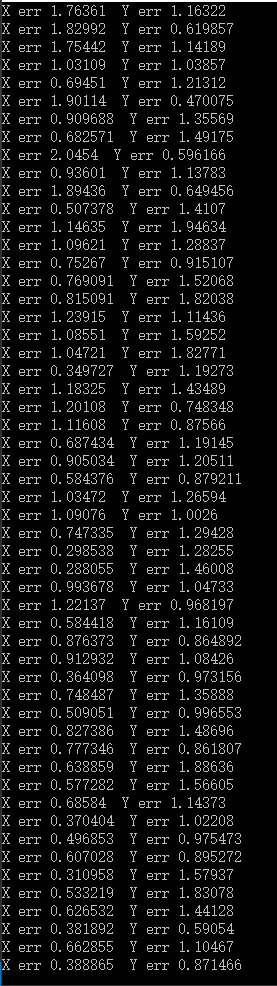 X err 1.76361  Y err 1.16322
X err 1.82992  Y err 0.619857
X err 1.75442  Y err 1.14189
X err 1.03109  Y err 1.03857
X err 0.69451  Y err 1.21312
X err 1.90114  Y err 0.470075
X err 0.909688  Y err 1.35569
X err 0.682571  Y err 1.49175
X err 2.0454  Y err 0.596166
X err 0.93601  Y err 1.13783
X err 1.89436  Y err 0.649456
X err 0.507378  Y err 1.4107
X err 1.14635  Y err 1.94634
X err 1.09621  Y err 1.28837
X err 0.75267  Y err 0.915107
X err 0.769091  Y err 1.52068
X err 0.815091  Y err 1.82038
X err 1.23915  Y err 1.11436
X err 1.08551  Y err 1.59252
X err 1.04721  Y err 1.82771
X err 0.349727  Y err 1.19273
X err 1.18325  Y err 1.43489
X err 1.20108  Y err 0.748348
X err 1.11608  Y err 0.87566
X err 0.687434  Y err 1.19145
X err 0.905034  Y err 1.20511
X err 0.584376  Y err 0.879211
X err 1.03472  Y err 1.26594
X err 1.09076  Y err 1.0026
X err 0.747335  Y err 1.29428
X err 0.298538  Y err 1.28255
X err 0.288055  Y err 1.46008
X err 0.993678  Y err 1.04733
X err 1.22137  Y err 0.968197
X err 0.584418  Y err 1.16109
X err 0.876373  Y err 0.864892
X err 0.912932  Y err 1.08426
X err 0.364098  Y err 0.973156
X err 0.748487  Y err 1.35888
X err 0.509051  Y err 0.996553
X err 0.827386  Y err 1.48696
X err 0.777346  Y err 0.861807
X err 0.638859  Y err 1.88636
X err 0.577282  Y err 1.56605
X err 0.68584  Y err 1.14373
X err 0.370404  Y err 1.02208
X err 0.496853  Y err 0.975473
X err 0.607028  Y err 0.895272
X err 0.310958  Y err 1.57937
X err 0.533219  Y err 1.83078
X err 0.626532  Y err 1.44128
X err 0.381892  Y err 0.59054
X err 0.662855  Y err 1.10467
X err 0.388865  Y err 0.871466